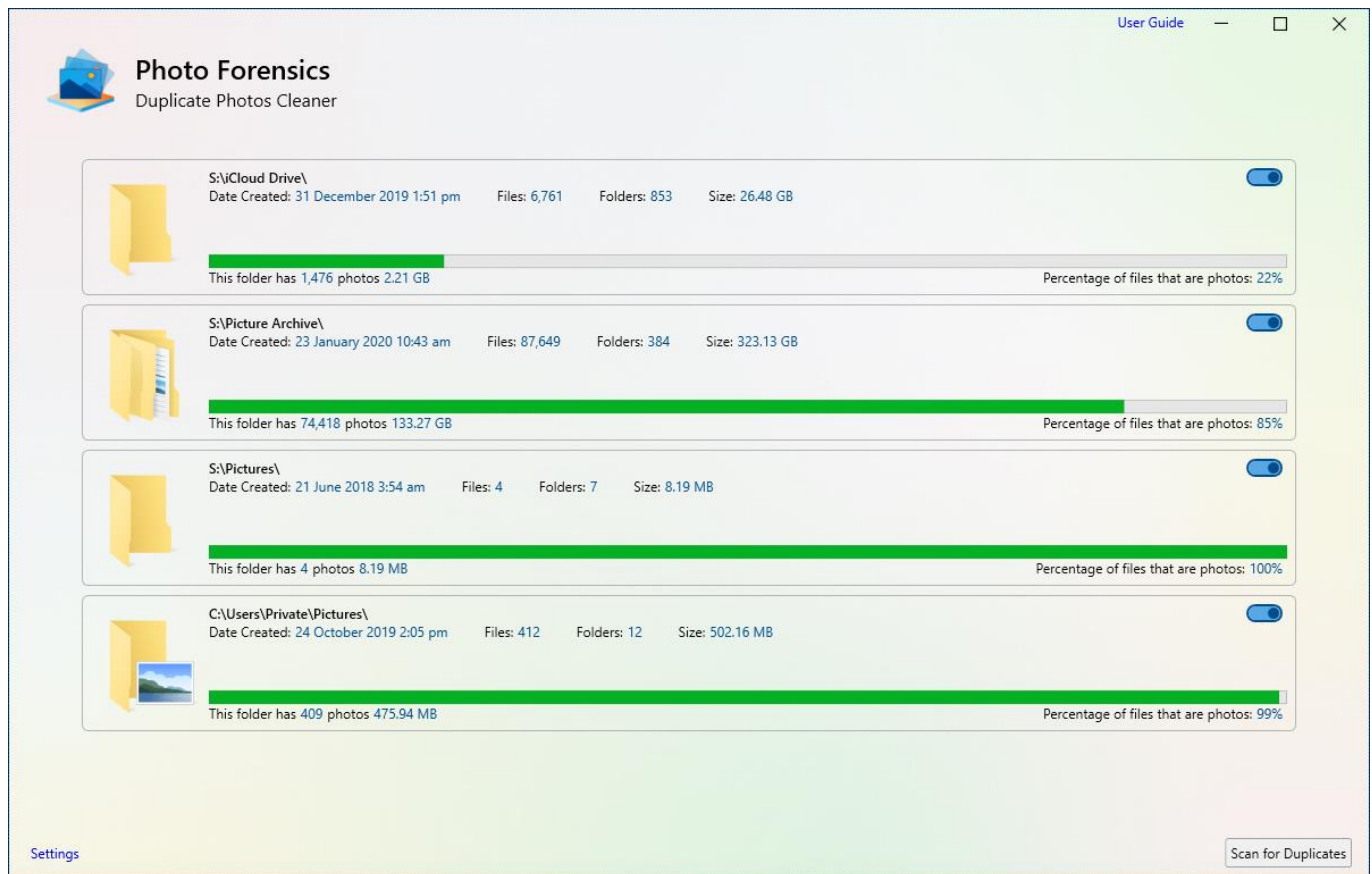 User Guide
Photo Forensics
Duplicate Photos Cleaner
S:\iCloud Drive\
Date Created: 31 December 2019 1:51 pm Files: 6,761 Folders: 853 Size: 26.48 GB
This folder has 1,476 photos 2.21 GB Percentage of files that are photos: 22%
S:\Picture Archive\
Date Created: 23 January 2020 10:43 am Files: 87,649 Folders: 384 Size: 323.13 GB
This folder has 74,418 photos 133.27 GB Percentage of files that are photos: 85%
S:\Pictures\
Date Created: 21 June 2018 3:54 am Files: 4 Folders: 7 Size: 8.19 MB
This folder has 4 photos 8.19 MB Percentage of files that are photos: 100%
C:\Users\Private\Pictures\
Date Created: 24 October 2019 2:05 pm Files: 412 Folders: 12 Size: 502.16 MB
This folder has 409 photos 475.94 MB Percentage of files that are photos: 99%
Settings Scan for Duplicates